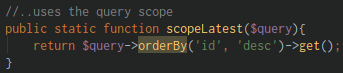 //..uses the query scope
public static function scopeLatest($query){
return $query->orderBy('id', 'desc')->get();
}